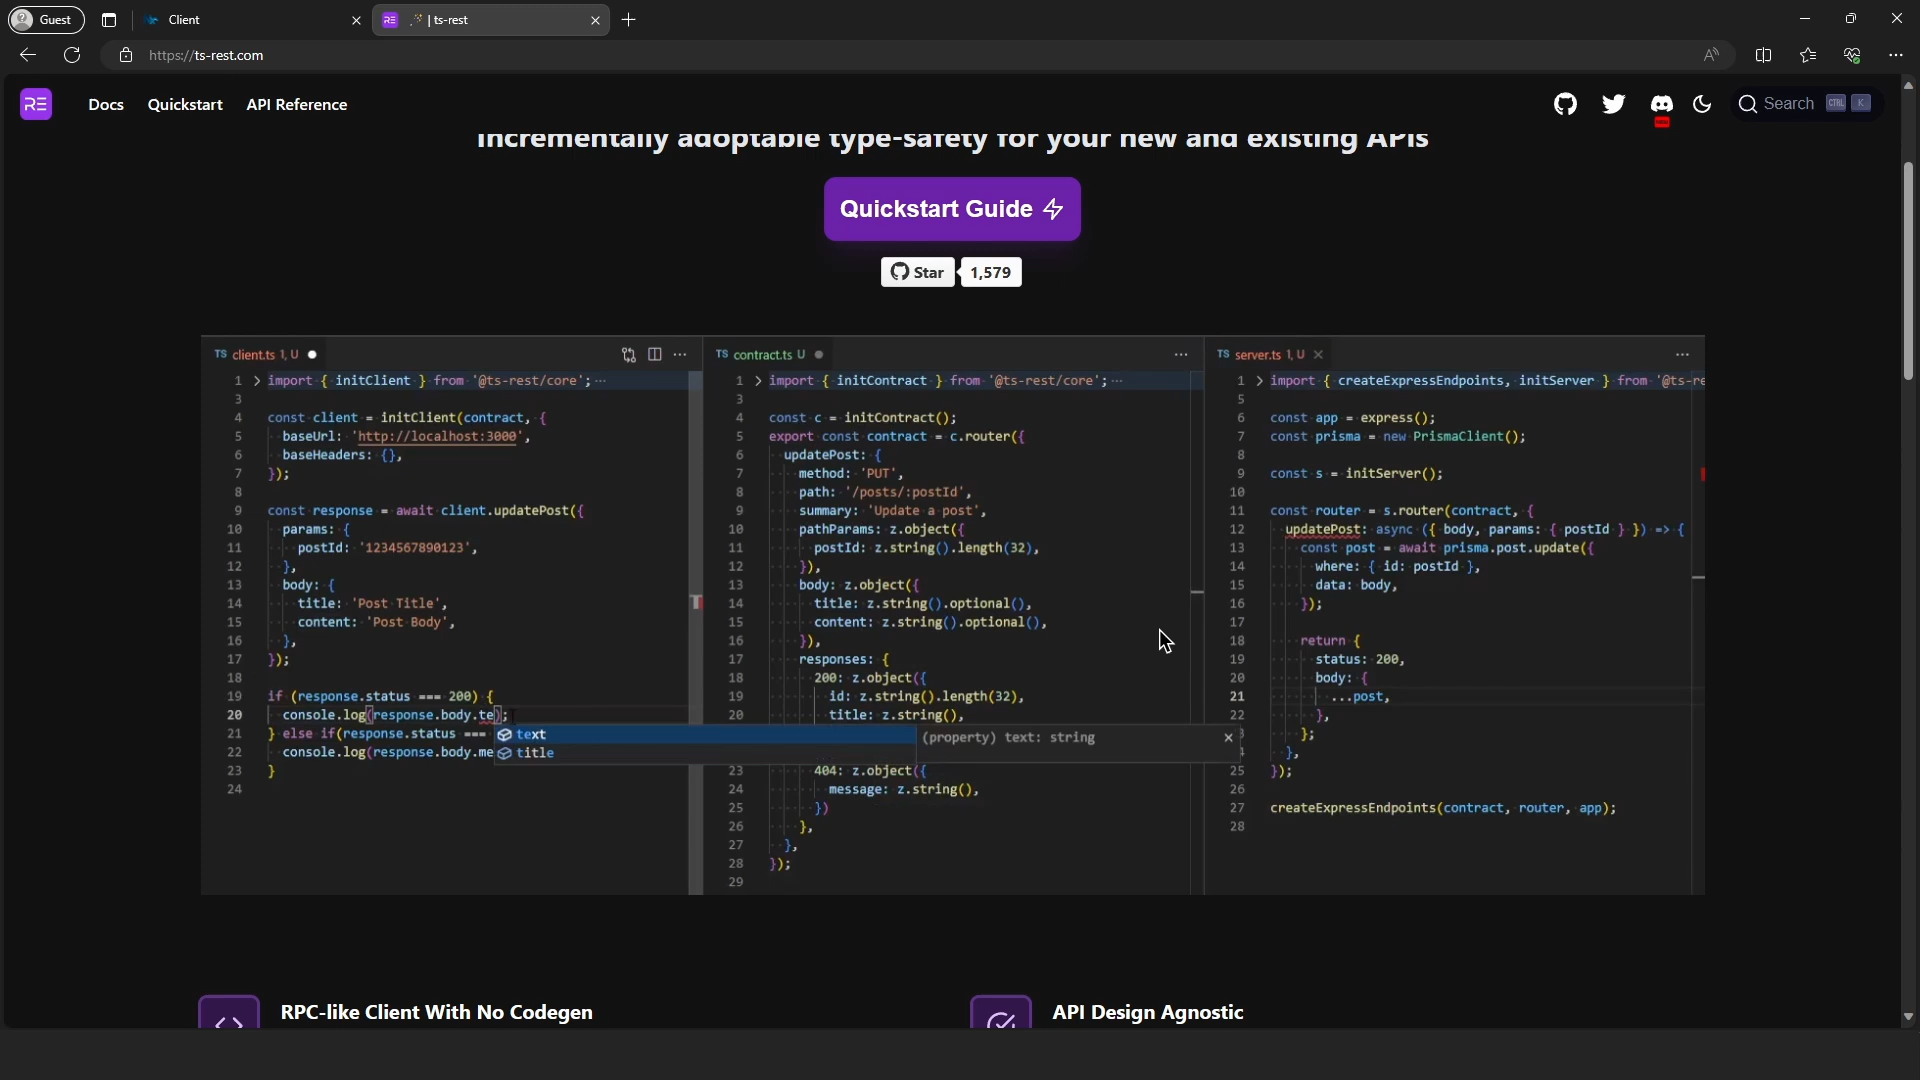 Guest
Client
| ts-rest
https://ts-rest.com
RE
Docs
Quickstart
API Reference
Search
CTRL
K
Incrementally adoptable type-safety for your new and existing APIs
Quickstart Guide
Star
1,579
TS client.ts 1, U
1 import { initClient } from '@ts-rest/core'; ...
3
4 const client = initClient(contract, {
5 baseUrl: 'http://localhost:3000',
6 baseHeaders: {},
7 });
8
9 const response = await client.updatePost({
10 params: {
11 postId: '1234567890123',
12 },
13 body: {
14 title: 'Post Title',
15 content: 'Post Body',
16 },
17 });
18
19 if (response.status === 200) {
20 console.log(response.body.te);
21 } else if(response.status ===
22 console.log(response.body.me
23 }
24
text
title
(property) text: string
TS contract.ts U
1 import { initContract } from '@ts-rest/core'; ...
3
4 const c = initContract();
5 export const contract = c.router({
6 updatePost: {
7 method: 'PUT',
8 path: '/posts/:postId',
9 summary: 'Update a post',
10 pathParams: z.object({
11 postId: z.string().length(32),
12 }),
13 body: z.object({
14 title: z.string().optional(),
15 content: z.string().optional(),
16 }),
17 responses: {
18 200: z.object({
19 id: z.string().length(32),
20 title: z.string(),
23 404: z.object({
24 message: z.string(),
25 })
26 },
27 },
28 });
29
TS server.ts 1, U
1 import { createExpressEndpoints, initServer } from '@ts-re
5
6 const app = express();
7 const prisma = new PrismaClient();
8
9 const s = initServer();
10
11 const router = s.router(contract, {
12 updatePost: async ({ body, params: { postId } }) => {
13 const post = await prisma.post.update({
14 where: { id: postId },
15 data: body,
16 });
17
18 return {
19 status: 200,
20 body: {
21 ...post,
22 },
};
},
25 });
26
27 createExpressEndpoints(contract, router, app);
28
RPC-like Client With No Codegen
API Design Agnostic